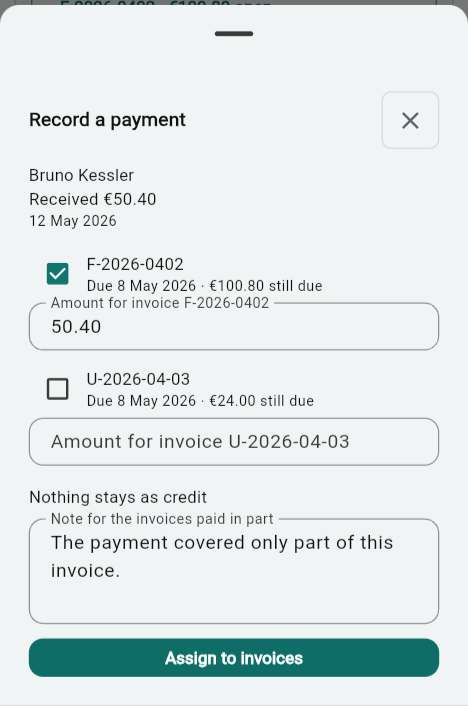 Record a payment
Bruno Kessler
Received €50.40
12 May 2026
F-2026-0402
Due 8 May 2026 · €100.80 still due
Amount for invoice F-2026-0402
50.40
U-2026-04-03
Due 8 May 2026 · €24.00 still due
Amount for invoice U-2026-04-03
Nothing stays as credit
Note for the invoices paid in part
The payment covered only part of this
invoice.
Assign to invoices